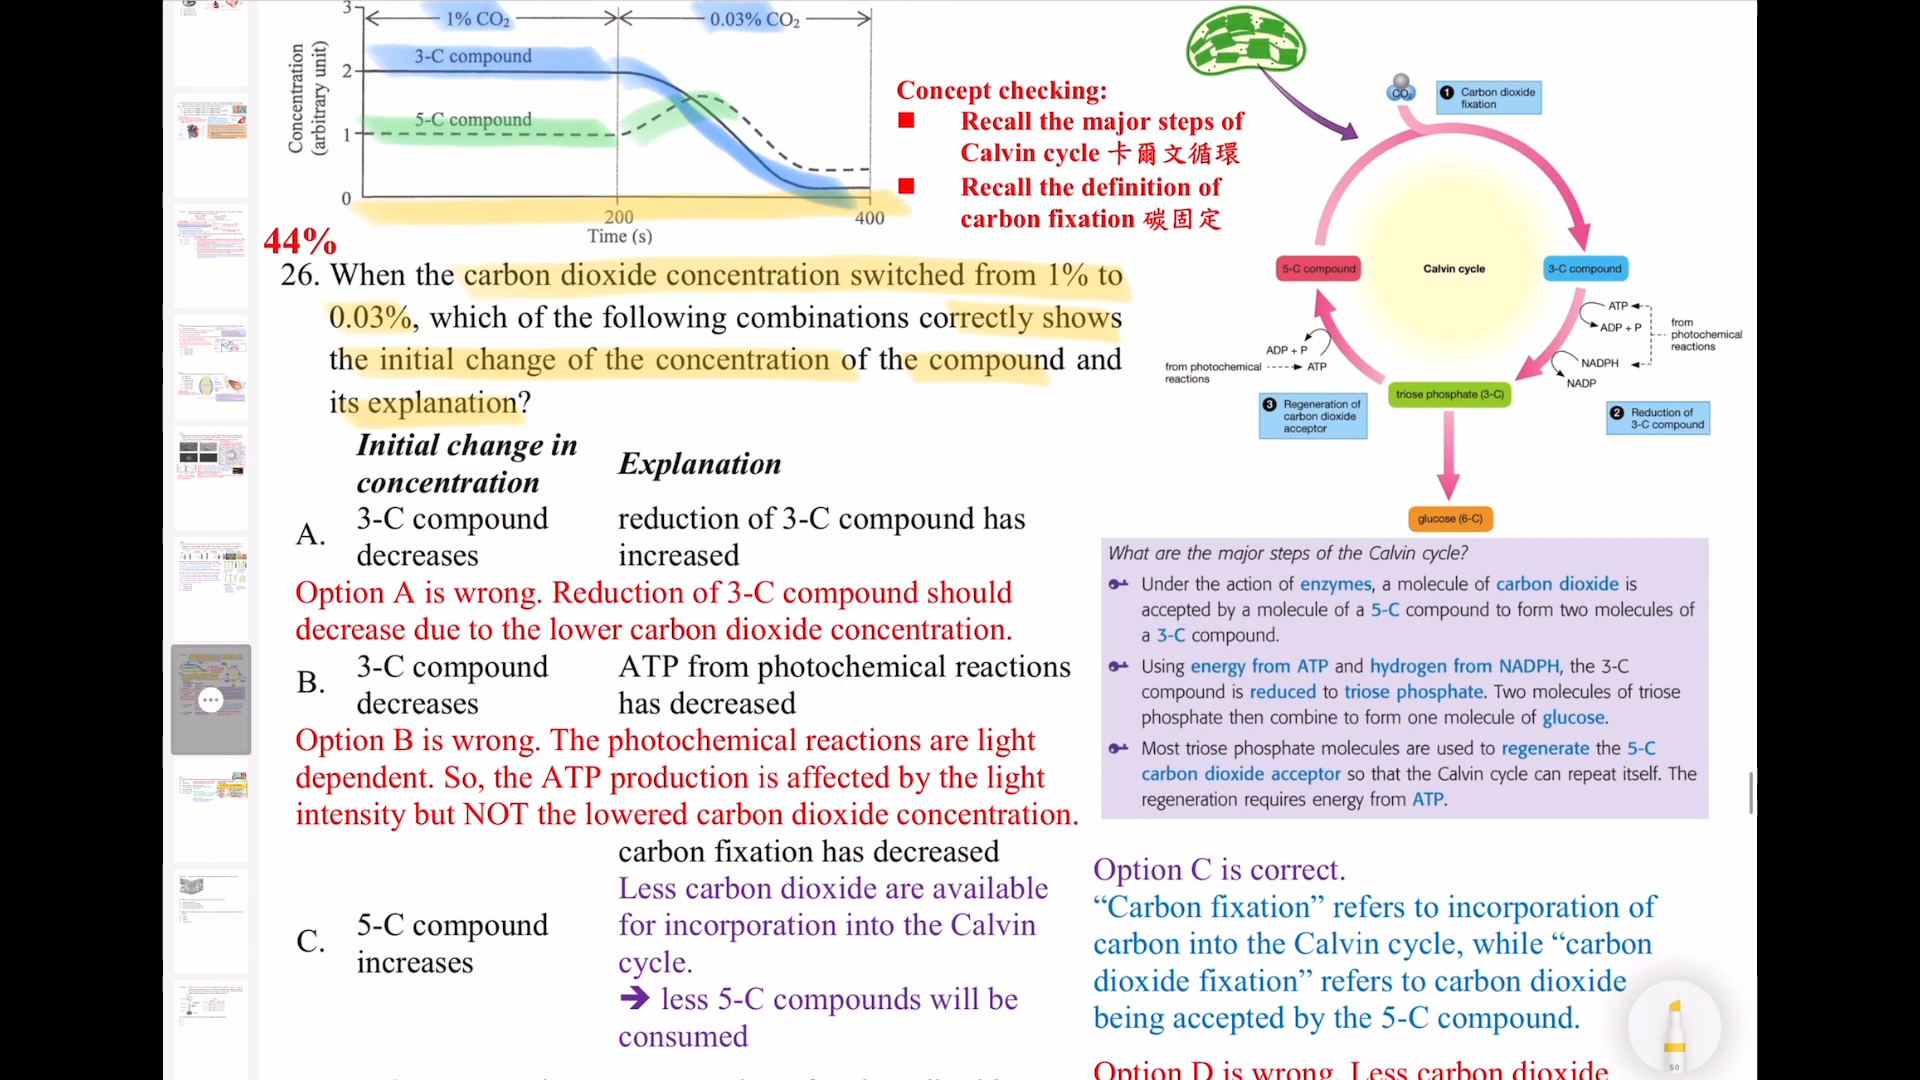 3
1% CO₂
0.03% CO₂
Concentration
(arbitrary unit)
3-C compound
2
5-C compound
1
0
200
400
Time (s)
44%
26. When the carbon dioxide concentration switched from 1% to
0.03%, which of the following combinations correctly shows
the initial change of the concentration of the compound and
its explanation?
Initial change in
concentration
Explanation
A.
3-C compound
decreases
reduction of 3-C compound has
increased
Option A is wrong. Reduction of 3-C compound should
decrease due to the lower carbon dioxide concentration.
B.
3-C compound
decreases
ATP from photochemical reactions
has decreased
Option B is wrong. The photochemical reactions are light
dependent. So, the ATP production is affected by the light
intensity but NOT the lowered carbon dioxide concentration.
C.
5-C compound
increases
carbon fixation has decreased
Less carbon dioxide are available
for incorporation into the Calvin
cycle.
➔ less 5-C compounds will be
consumed
Concept checking:
■ Recall the major steps of
Calvin cycle 卡爾文循環
■ Recall the definition of
carbon fixation 碳固定
CO₂
1 Carbon dioxide
fixation
5-C compound
Calvin cycle
3-C compound
ATP
ADP + P
from
photochemical
reactions
NADPH
NADP
ADP + P
from photochemical
reactions
ATP
triose phosphate (3-C)
3 Regeneration of
carbon dioxide
acceptor
2 Reduction of
3-C compound
glucose (6-C)
What are the major steps of the Calvin cycle?
Under the action of enzymes, a molecule of carbon dioxide is
accepted by a molecule of a 5-C compound to form two molecules of
a 3-C compound.
Using energy from ATP and hydrogen from NADPH, the 3-C
compound is reduced to triose phosphate. Two molecules of triose
phosphate then combine to form one molecule of glucose.
Most triose phosphate molecules are used to regenerate the 5-C
carbon dioxide acceptor so that the Calvin cycle can repeat itself. The
regeneration requires energy from ATP.
Option C is correct.
“Carbon fixation” refers to incorporation of
carbon into the Calvin cycle, while “carbon
dioxide fixation” refers to carbon dioxide
being accepted by the 5-C compound.
Option D is wrong. Less carbon dioxide
50